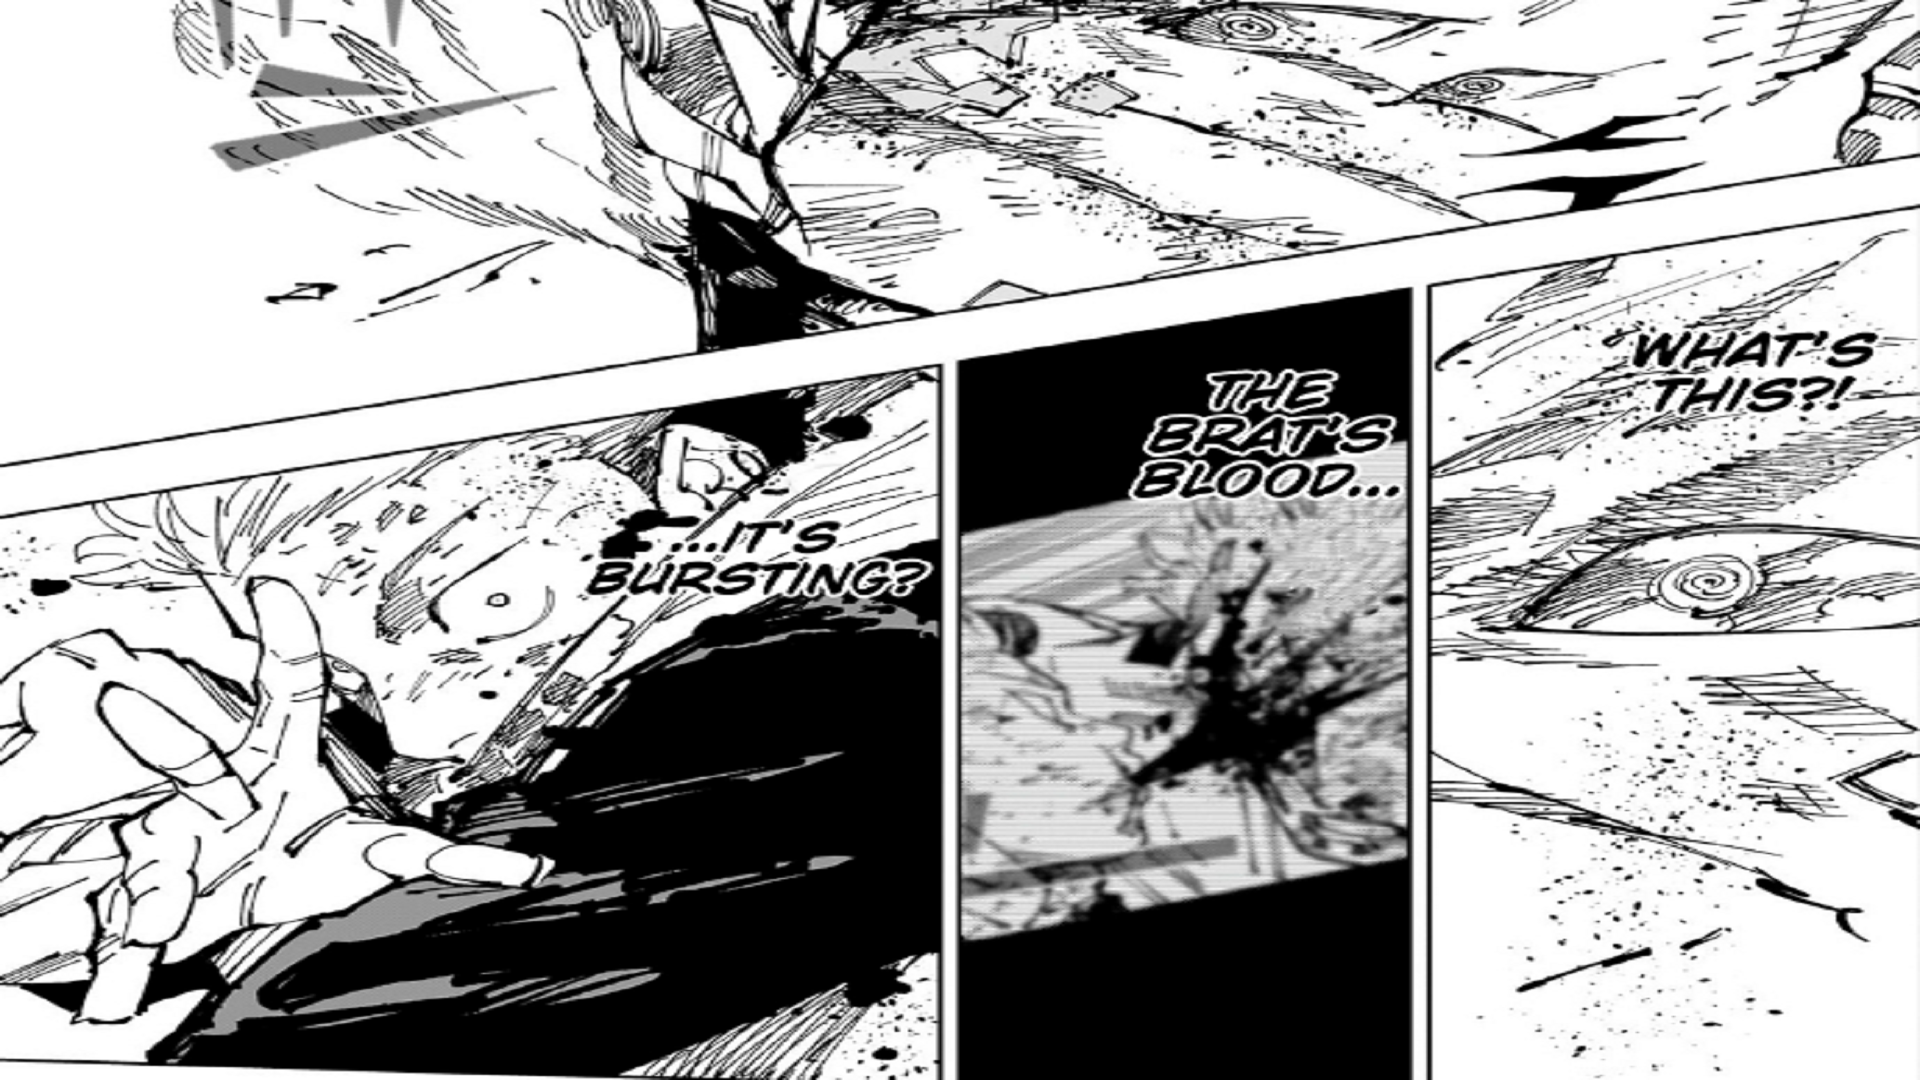 WHAT'S
THIS?!
THE
BRAT'S
BLOOD...
...IT'S
BURSTING?